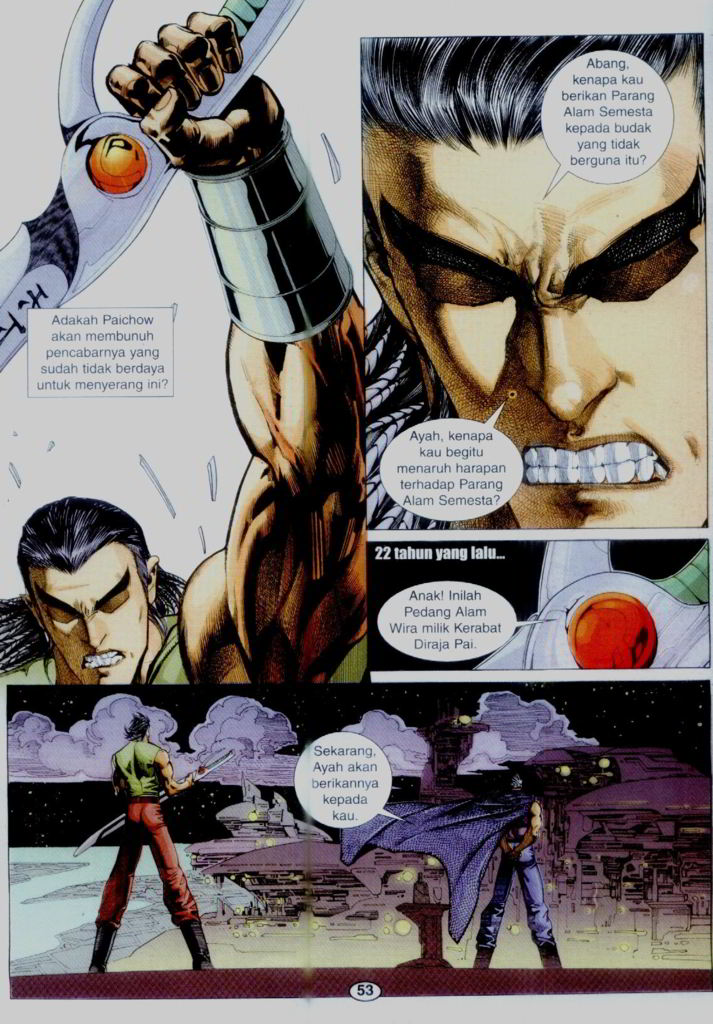 Adakah Paichow
akan membunuh
pencabarnya yang
sudah tidak berdaya
untuk menyerang ini?
Abang,
kenapa kau
berikan Parang
Alam Semesta
kepada budak
yang tidak
berguna itu?
Ayah, kenapa
kau begitu
menaruh harapan
terhadap Parang
Alam Semesta?
22 tahun yang lalu...
Anak! Inilah
Pedang Alam
Wira milik Kerabat
Diraja Pai.
Sekarang,
Ayah akan
berikannya
kepada
kau.
53